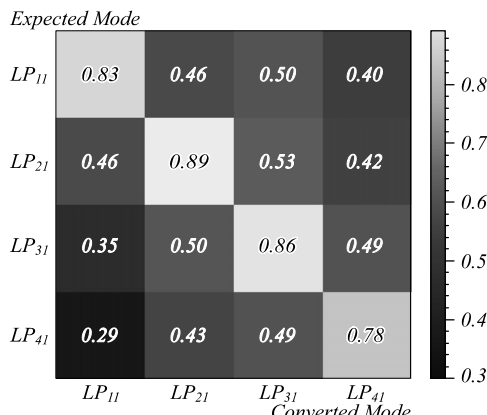 Expected Mode
LP11 0.83 0.46 0.50 0.40
LP21 0.46 0.89 0.53 0.42
LP31 0.35 0.50 0.86 0.49
LP41 0.29 0.43 0.49 0.78
LP11 LP21 LP31 LP41
Converted Mode
0.8
0.7
0.6
0.5
0.4
0.3